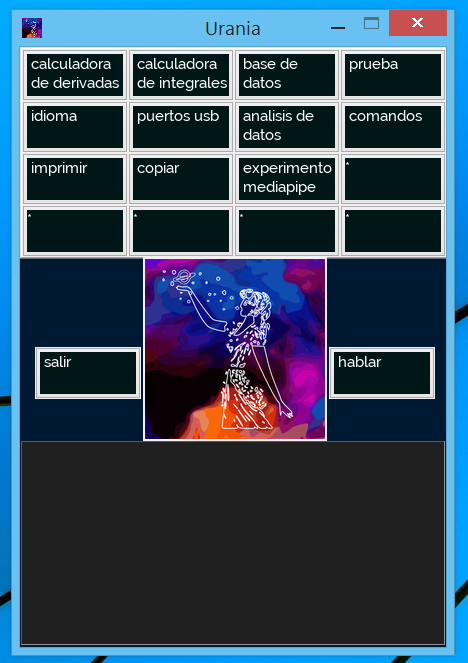 Urania
calculadora
de derivadas
calculadora
de integrales
base de
datos
prueba
idioma
puertos usb
analisis de
datos
comandos
imprimir
copiar
experimento
mediapipe
*
*
*
*
*
salir
hablar